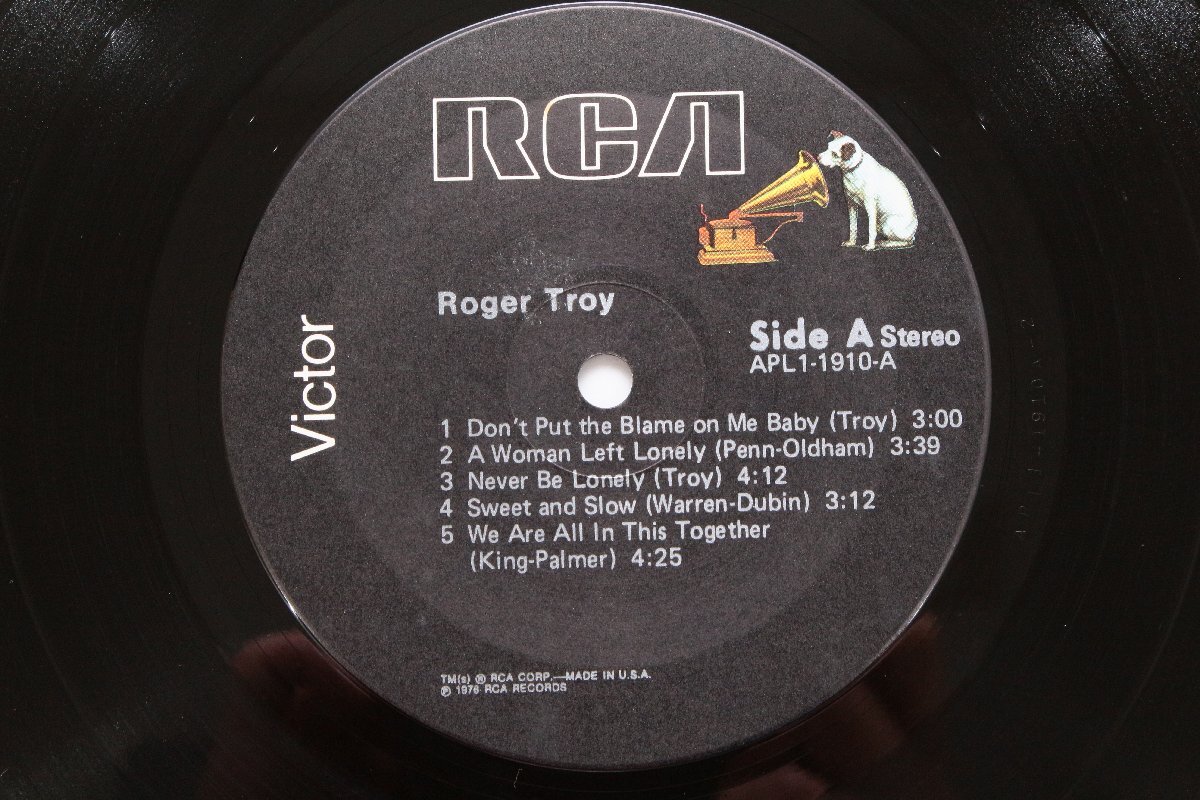 RCA
Victor
Roger Troy
Side A Stereo
APL1-1910-A
1 Don't Put the Blame on Me Baby (Troy) 3:00
2 A Woman Left Lonely (Penn-Oldham) 3:39
3 Never Be Lonely (Troy) 4:12
4 Sweet and Slow (Warren-Dubin) 3:12
5 We Are All In This Together
(King-Palmer) 4:25
TM(s) ® RCA CORP.—MADE IN U.S.A.
℗ 1976 RCA RECORDS